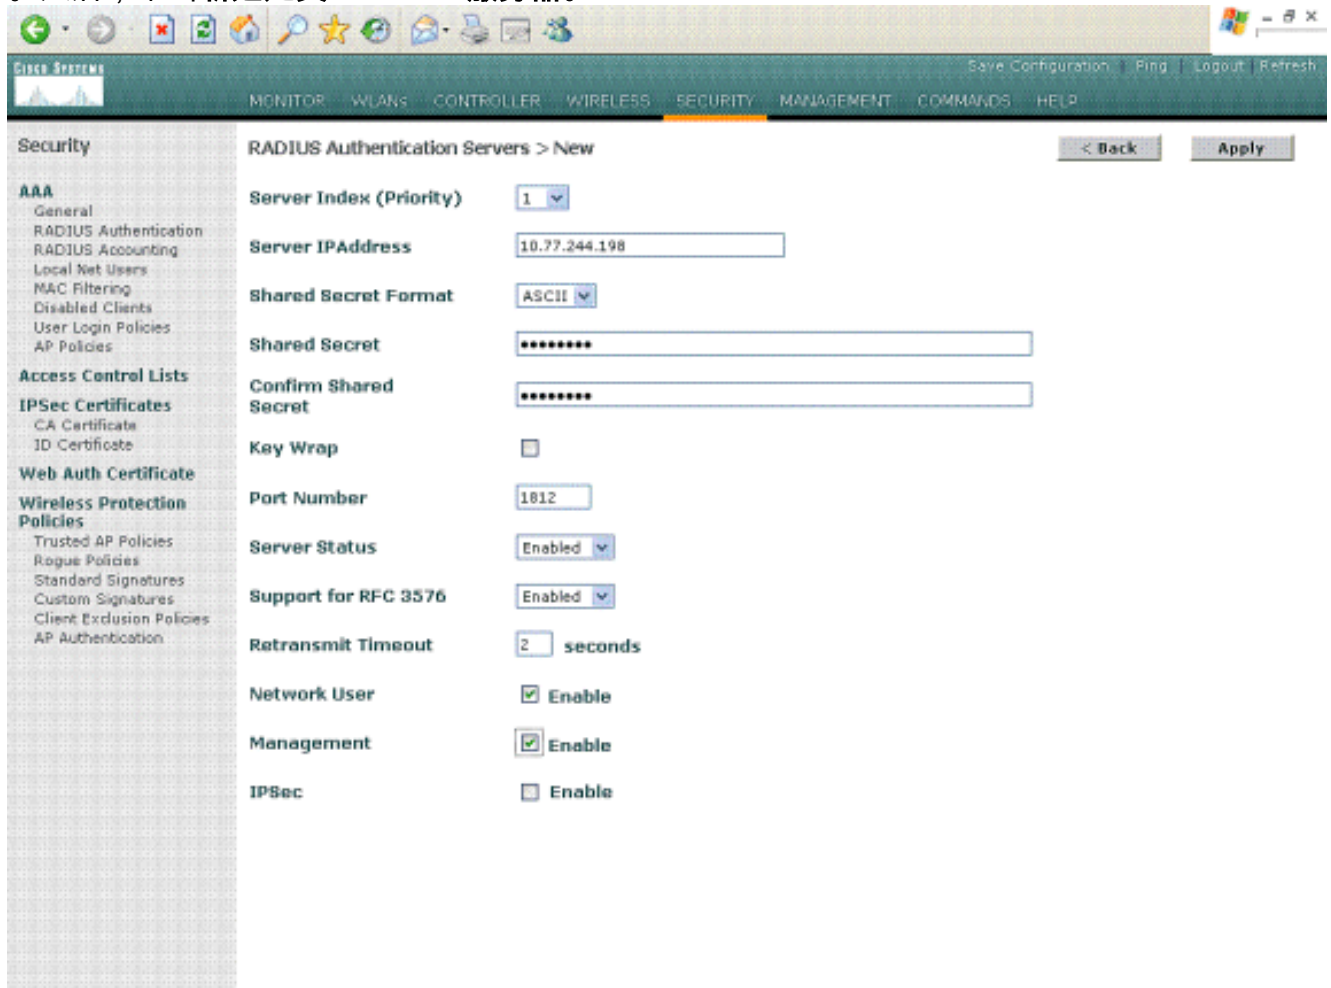 CISCO SYSTEMS
Save Configuration | Ping | Logout | Refresh
MONITOR WLANs CONTROLLER WIRELESS SECURITY MANAGEMENT COMMANDS HELP
Security
AAA
General
RADIUS Authentication
RADIUS Accounting
Local Net Users
MAC Filtering
Disabled Clients
User Login Policies
AP Policies
Access Control Lists
IPSec Certificates
CA Certificate
ID Certificate
Web Auth Certificate
Wireless Protection
Policies
Trusted AP Policies
Rogue Policies
Standard Signatures
Custom Signatures
Client Exclusion Policies
AP Authentication
RADIUS Authentication Servers > New
< Back
Apply
Server Index (Priority) 1
Server IPAddress 10.77.244.198
Shared Secret Format ASCII
Shared Secret ••••••••
Confirm Shared
Secret ••••••••
Key Wrap
Port Number 1812
Server Status Enabled
Support for RFC 3576 Enabled
Retransmit Timeout 2 seconds
Network User Enable
Management Enable
IPSec Enable